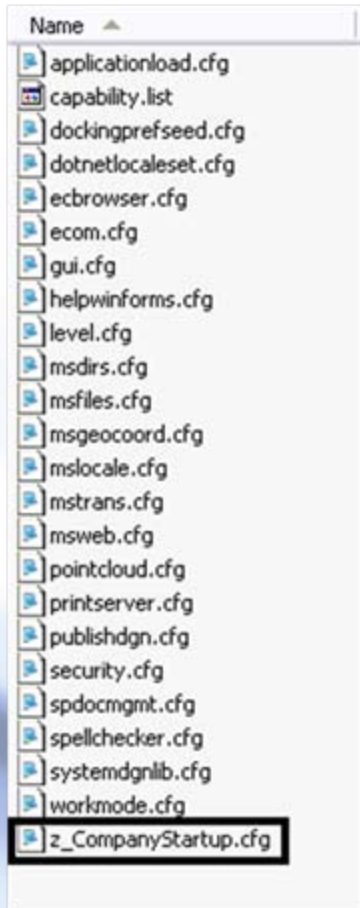 Name
applicationload.cfg
capability.list
dockingprefseed.cfg
dotnetlocaleset.cfg
ecbrowser.cfg
ecom.cfg
gui.cfg
helpwinforms.cfg
level.cfg
msdirs.cfg
msfiles.cfg
msgeocoord.cfg
mslocale.cfg
mstrans.cfg
msweb.cfg
pointcloud.cfg
printserver.cfg
publishdgn.cfg
security.cfg
spdocmgmt.cfg
spellchecker.cfg
systemdgnlib.cfg
workmode.cfg
z_CompanyStartup.cfg